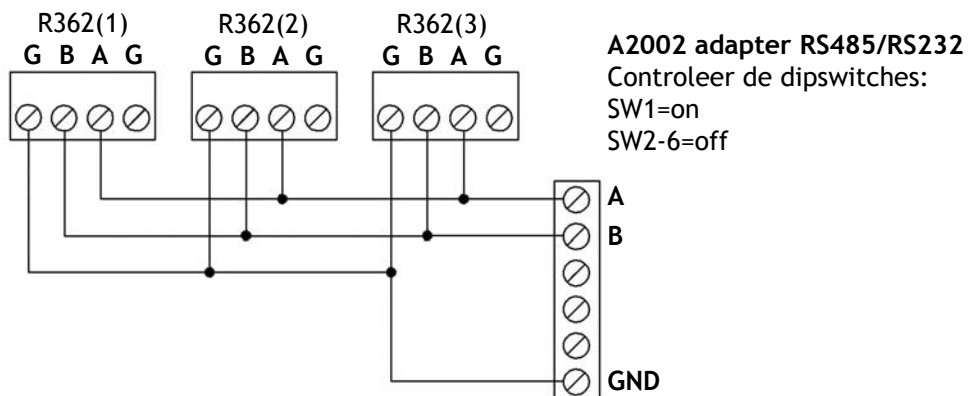 R362(1) R362(2) R362(3)
G B A G G B A G G B A G
A2002 adapter RS485/RS232
Controleer de dipswitches:
SW1=on
SW2-6=off
A
B
GND